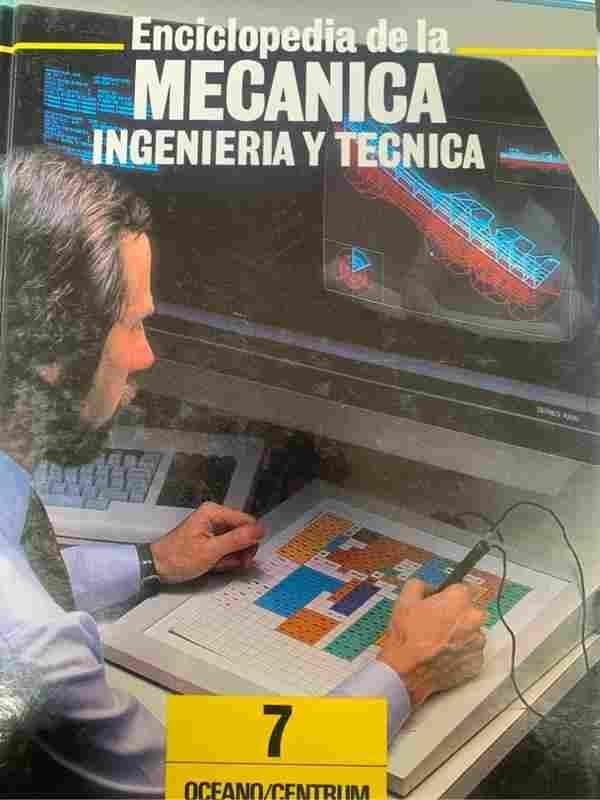 Enciclopedia de la
MECANICA
INGENIERIA Y TECNICA
7
OCEANO/CENTRUM